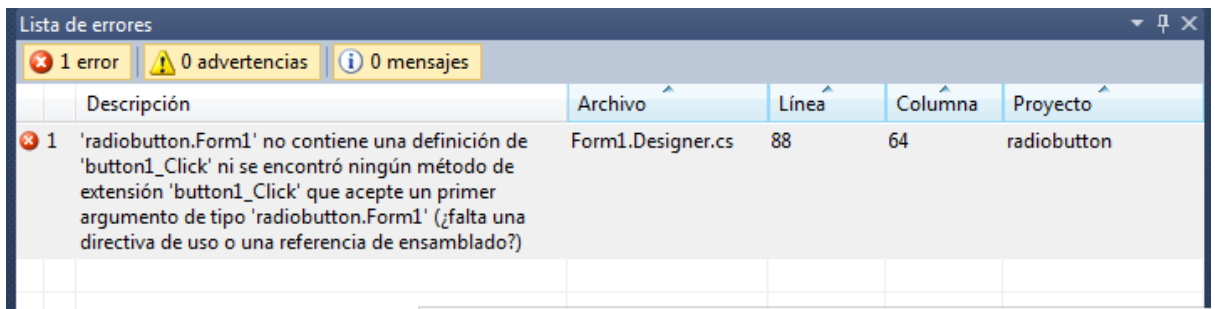 Lista de errores
1 error 0 advertencias 0 mensajes
Descripción Archivo Línea Columna Proyecto
1 'radiobutton.Form1' no contiene una definición de Form1.Designer.cs 88 64 radiobutton
'button1_Click' ni se encontró ningún método de
extensión 'button1_Click' que acepte un primer
argumento de tipo 'radiobutton.Form1' (¿falta una
directiva de uso o una referencia de ensamblado?)